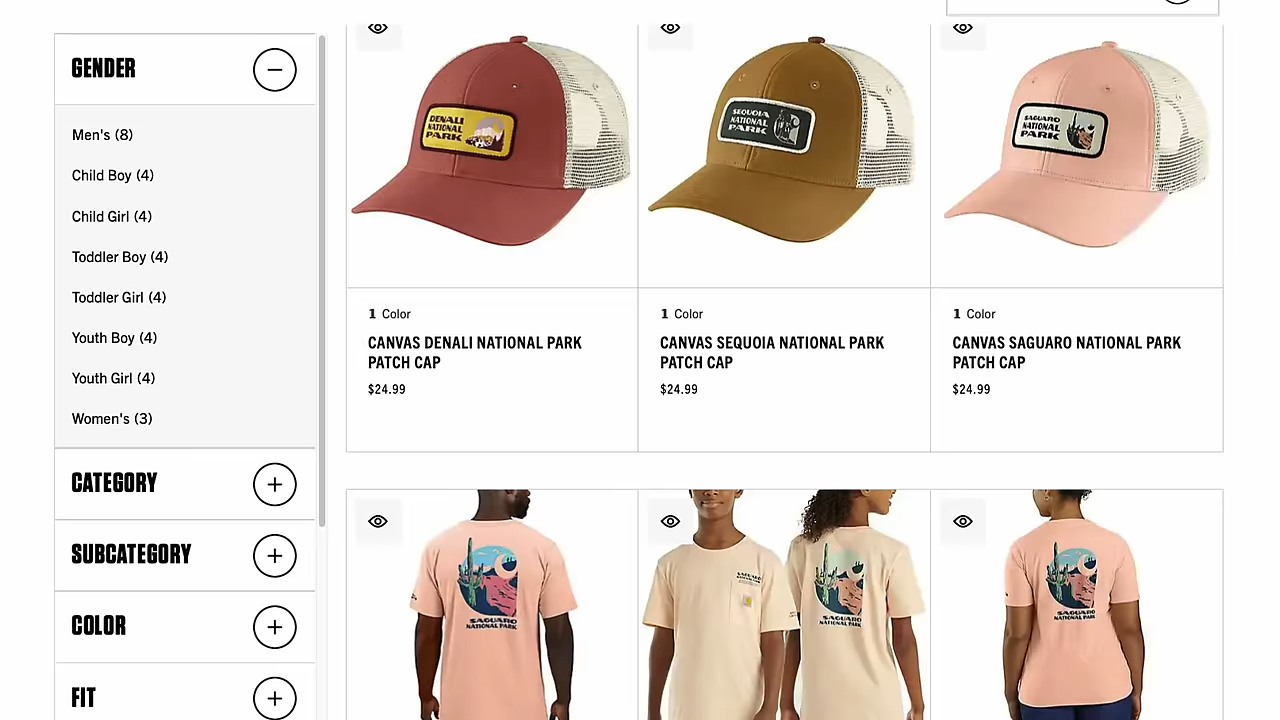 GENDER
Men's (8)
Child Boy (4)
Child Girl (4)
Toddler Boy (4)
Toddler Girl (4)
Youth Boy (4)
Youth Girl (4)
Women's (3)
CATEGORY
SUBCATEGORY
COLOR
FIT
DENALI
NATIONAL
PARK
SEQUOIA
NATIONAL
PARK
SAGUARO
NATIONAL
PARK
1 Color
CANVAS DENALI NATIONAL PARK
PATCH CAP
$24.99
1 Color
CANVAS SEQUOIA NATIONAL PARK
PATCH CAP
$24.99
1 Color
CANVAS SAGUARO NATIONAL PARK
PATCH CAP
$24.99
SAGUARO
NATIONAL PARK
SAGUARO
SAGUARO
NATIONAL PARK
SAGUARO
NATIONAL PARK